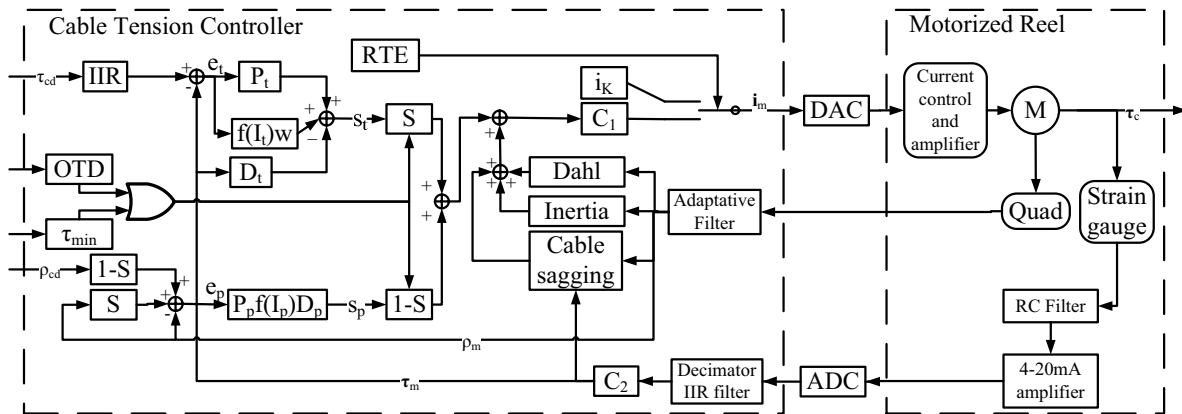 Cable Tension Controller
Motorized Reel
τcd
IIR
+
-
et
Pt
f(It)w
Dt
+
+
−
st
S
RTE
iK
C1
im
DAC
Current
control
and
amplifier
M
τc
OTD
τmin
+
+
+
+
+
+
+
Dahl
Inertia
Cable
sagging
Adaptative
Filter
Quad
Strain
gauge
ρcd
1-S
S
+
+
-
ep
Ppf(Ip)Dp
sp
1-S
ρm
RC Filter
τm
C2
Decimator
IIR filter
ADC
4-20mA
amplifier